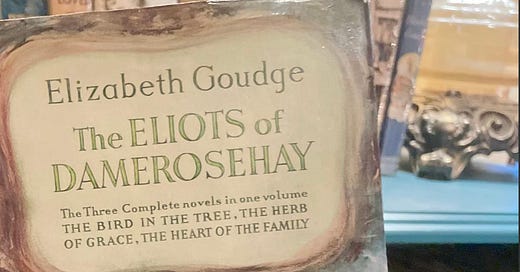 Elizabeth Goudge
The ELIOTS of
DAMEROSEHAY
The Three Complete novels in one volume
THE BIRD IN THE TREE, THE HERB
OF GRACE, THE HEART OF THE FAMILY